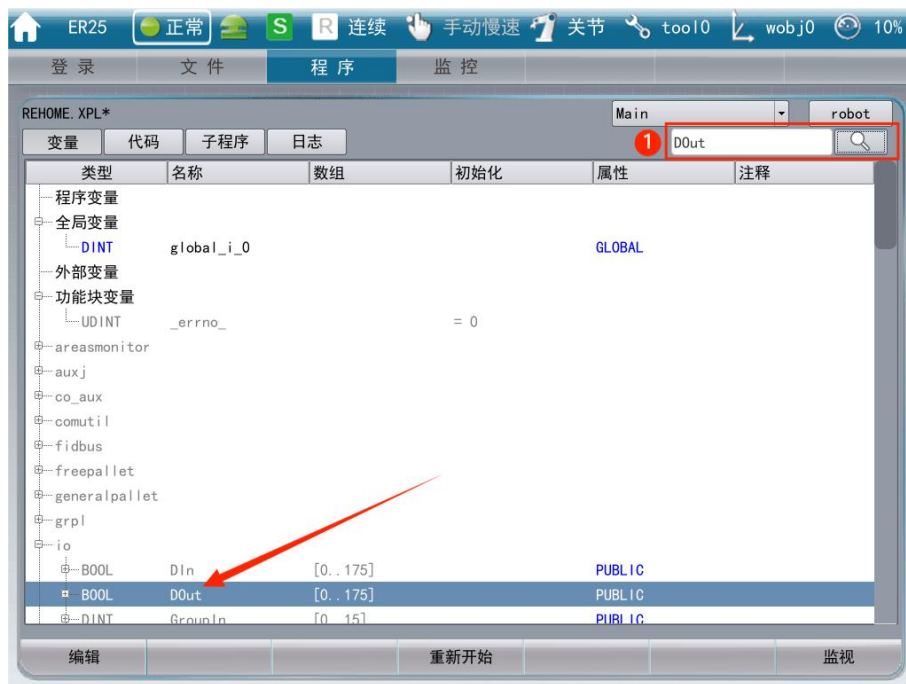 ER25 正常 S R 连续 手动慢速 关节 tool0 wobj0 10%
登录 文件 程序 监控
REHOME.XPL* Main robot
变量 代码 子程序 日志 1 DOut
类型 名称 数组 初始化 属性 注释
程序变量
全局变量
DINT global_i_0 GLOBAL
外部变量
功能块变量
UDINT _errno_ = 0
areasmonitor
auxj
co_aux
comutil
fidbus
freepallet
generalpallet
grpl
io
BOOL DIn [0..175] PUBLIC
BOOL DOut [0..175] PUBLIC
DINT GroupIn [0..15] PUBLIC
编辑 重新开始 监视